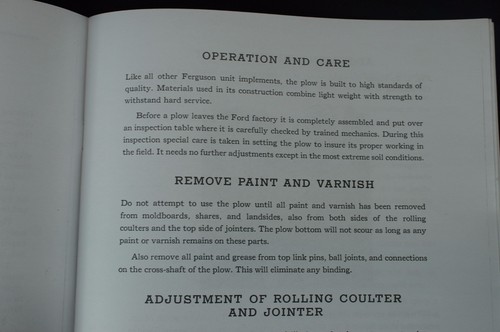 OPERATION AND CARE
Like all other Ferguson unit implements, the plow is built to high standards of
quality. Materials used in its construction combine light weight with strength to
withstand hard service.
Before a plow leaves the Ford factory it is completely assembled and put over
an inspection table where it is carefully checked by trained mechanics. During this
inspection special care is taken in setting the plow to insure its proper working in
the field. It needs no further adjustments except in the most extreme soil conditions.
REMOVE PAINT AND VARNISH
Do not attempt to use the plow until all paint and varnish has been removed
from moldboards, shares, and landsides, also from both sides of the rolling
coulters and the top side of jointers. The plow bottom will not scour as long as any
paint or varnish remains on these parts.
Also remove all paint and grease from top link pins, ball joints, and connections
on the cross-shaft of the plow. This will eliminate any binding.
ADJUSTMENT OF ROLLING COULTER
AND JOINTER